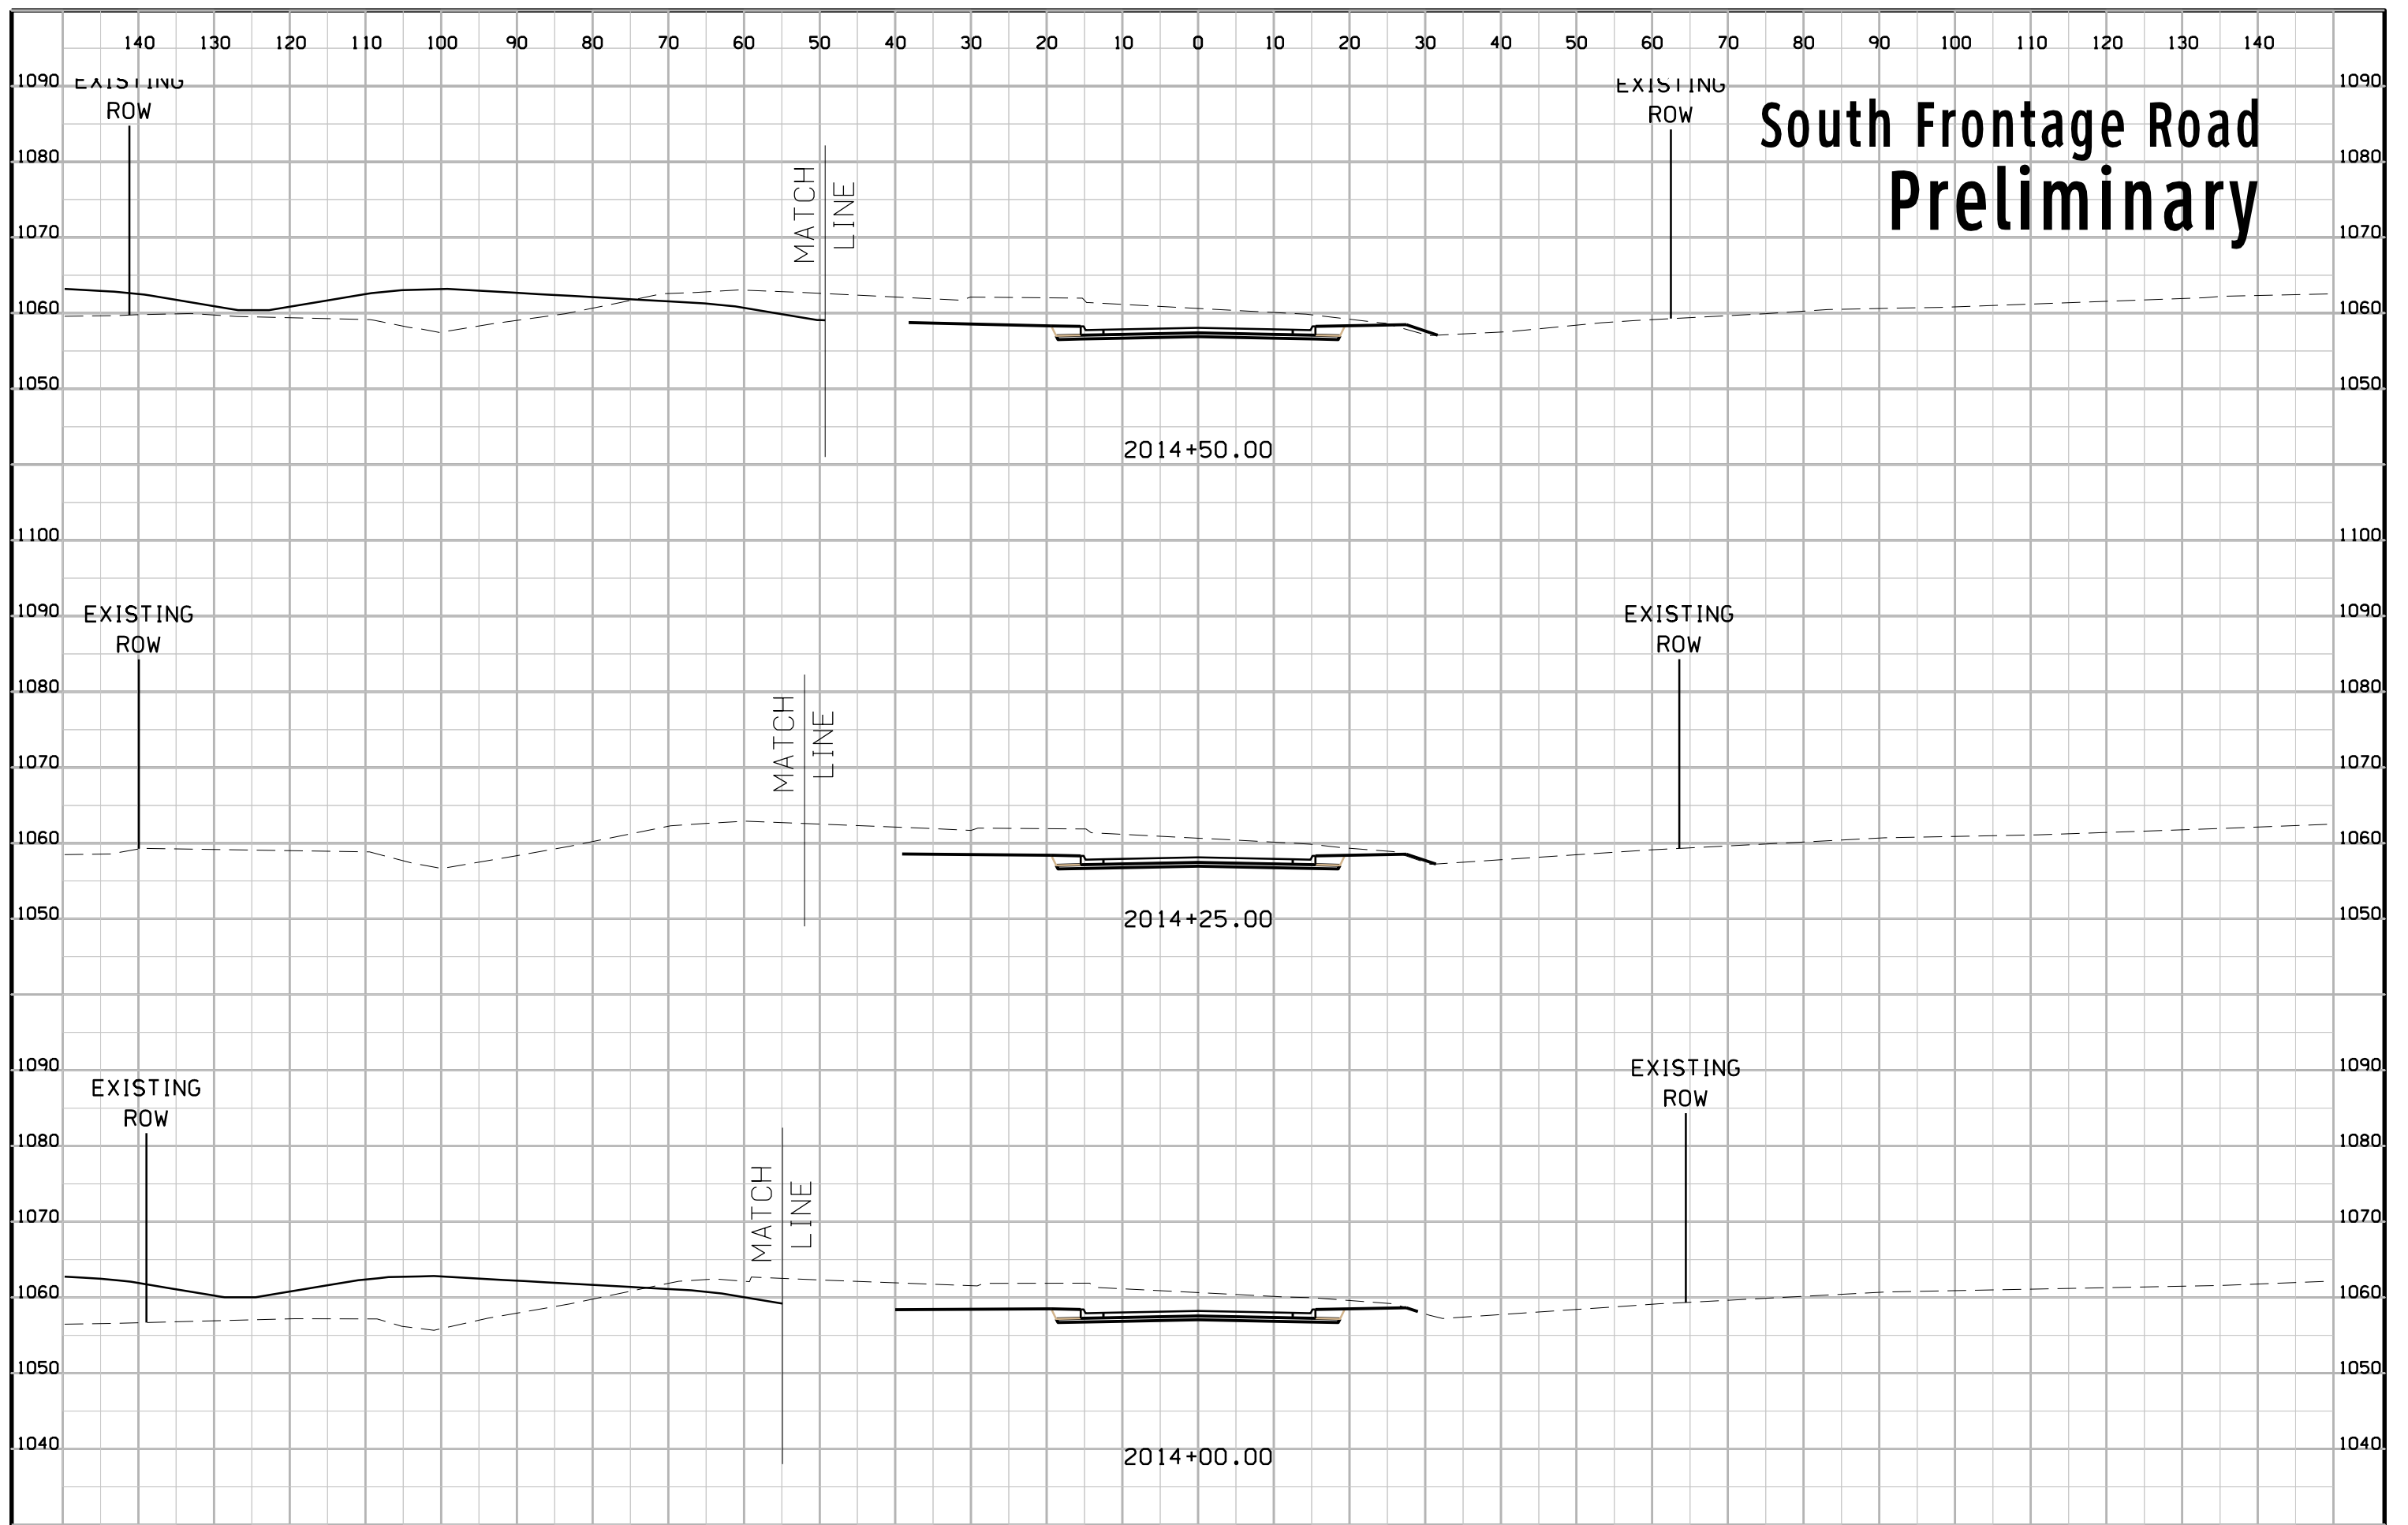 140 130 120 110 100 90 80 70 60 50 40 30 20 10 0 10 20 30 40 50 60 70 80 90 100 110 120 130 140
1090 EXISTING EXISTING 1090
ROW ROW
South Frontage Road
1080 1080
Preliminary
MATCH
LINE
1070 1070
1060 1060
1050 1050
2014+50.00
1100 1100
1090 EXISTING EXISTING 1090
ROW ROW
1080 1080
MATCH
LINE
1070 1070
1060 1060
1050 2014+25.00 1050
1090 EXISTING 1090
EXISTING ROW
ROW
1080 1080
MATCH
LINE
1070 1070
1060 1060
1050 1050
1040 1040
2014+00.00